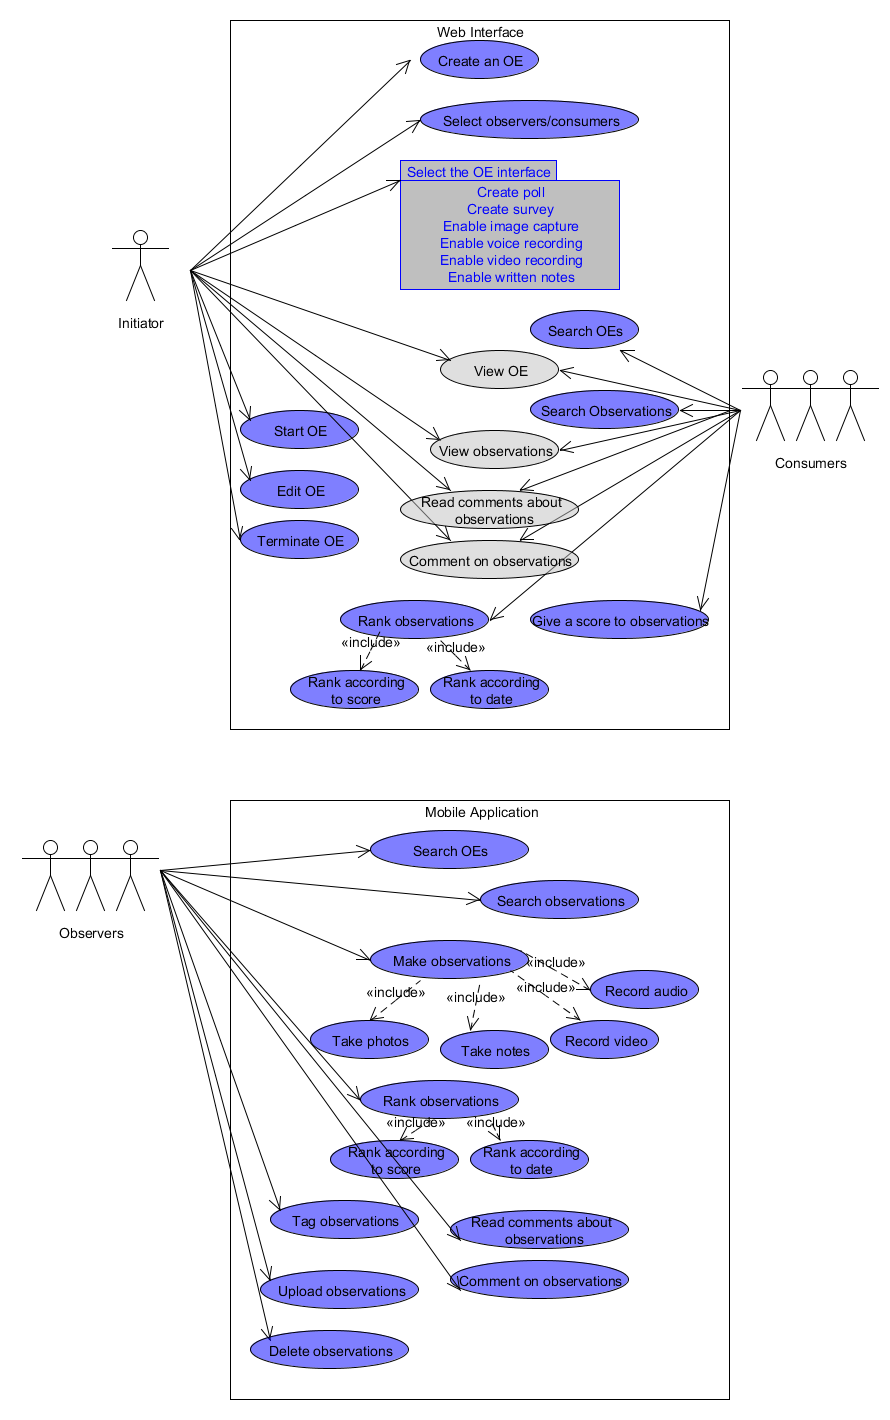 Web Interface
Create an OE
Select observers/consumers
Select the OE interface
Create poll
Create survey
Enable image capture
Enable voice recording
Enable video recording
Enable written notes
Initiator
Search OEs
View OE
Search Observations
Start OE
View observations
Consumers
Edit OE
Read comments about
observations
Terminate OE
Comment on observations
Rank observations
Give a score to observations
«include»
«include»
Rank according
to score
Rank according
to date
Mobile Application
Search OEs
Search observations
Observers
Make observations
«include»
«include»
«include»
«include»
Record audio
Take photos
Take notes
Record video
Rank observations
«include»
«include»
Rank according
to score
Rank according
to date
Tag observations
Read comments about
observations
Upload observations
Comment on observations
Delete observations